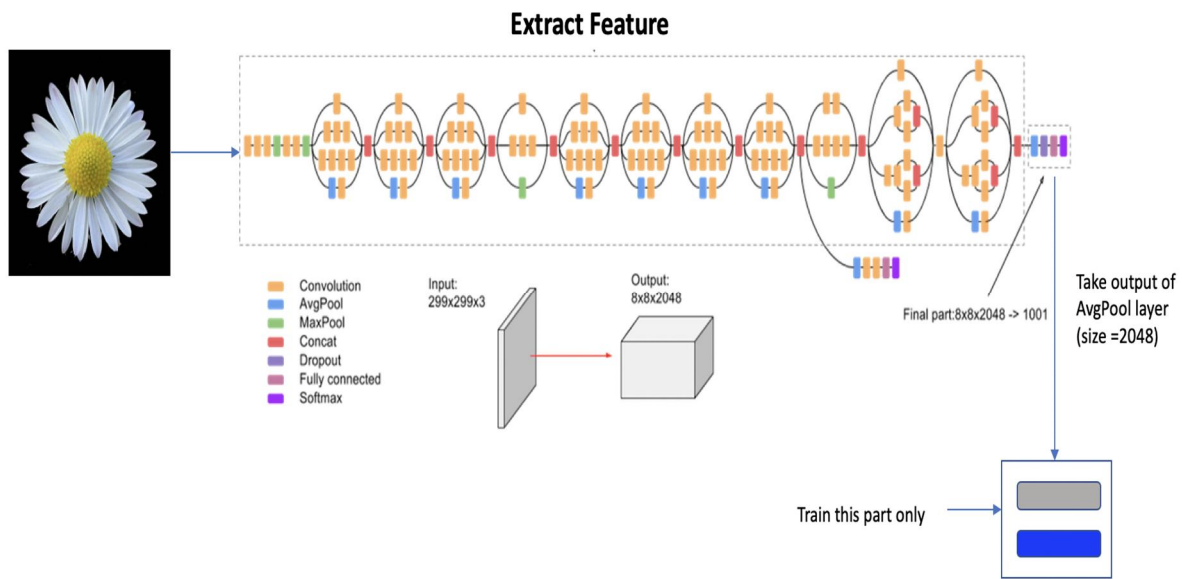 Extract Feature
Convolution
AvgPool
MaxPool
Concat
Dropout
Fully connected
Softmax
Input:
299x299x3
Output:
8x8x2048
Final part:8x8x2048 -> 1001
Take output of
AvgPool layer
(size =2048)
Train this part only